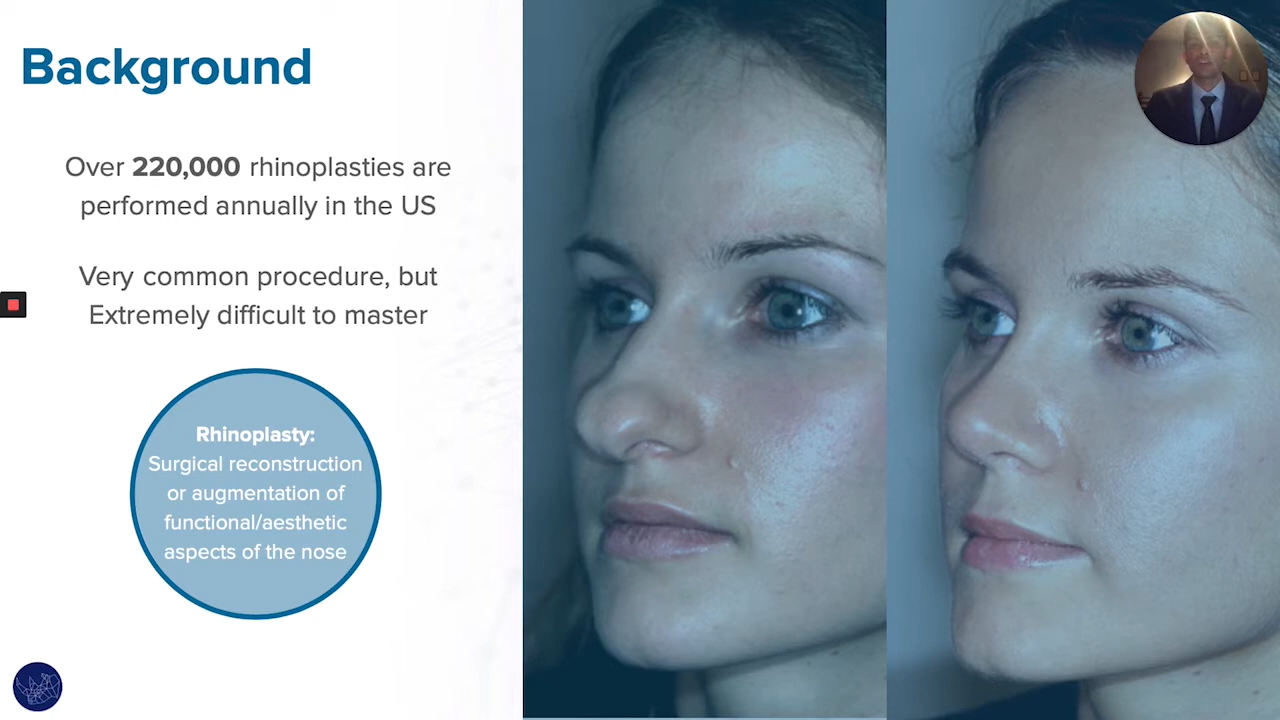 Background
Over 220,000 rhinoplasties are
performed annually in the US
Very common procedure, but
Extremely difficult to master
Rhinoplasty:
Surgical reconstruction
or augmentation of
functional/aesthetic
aspects of the nose